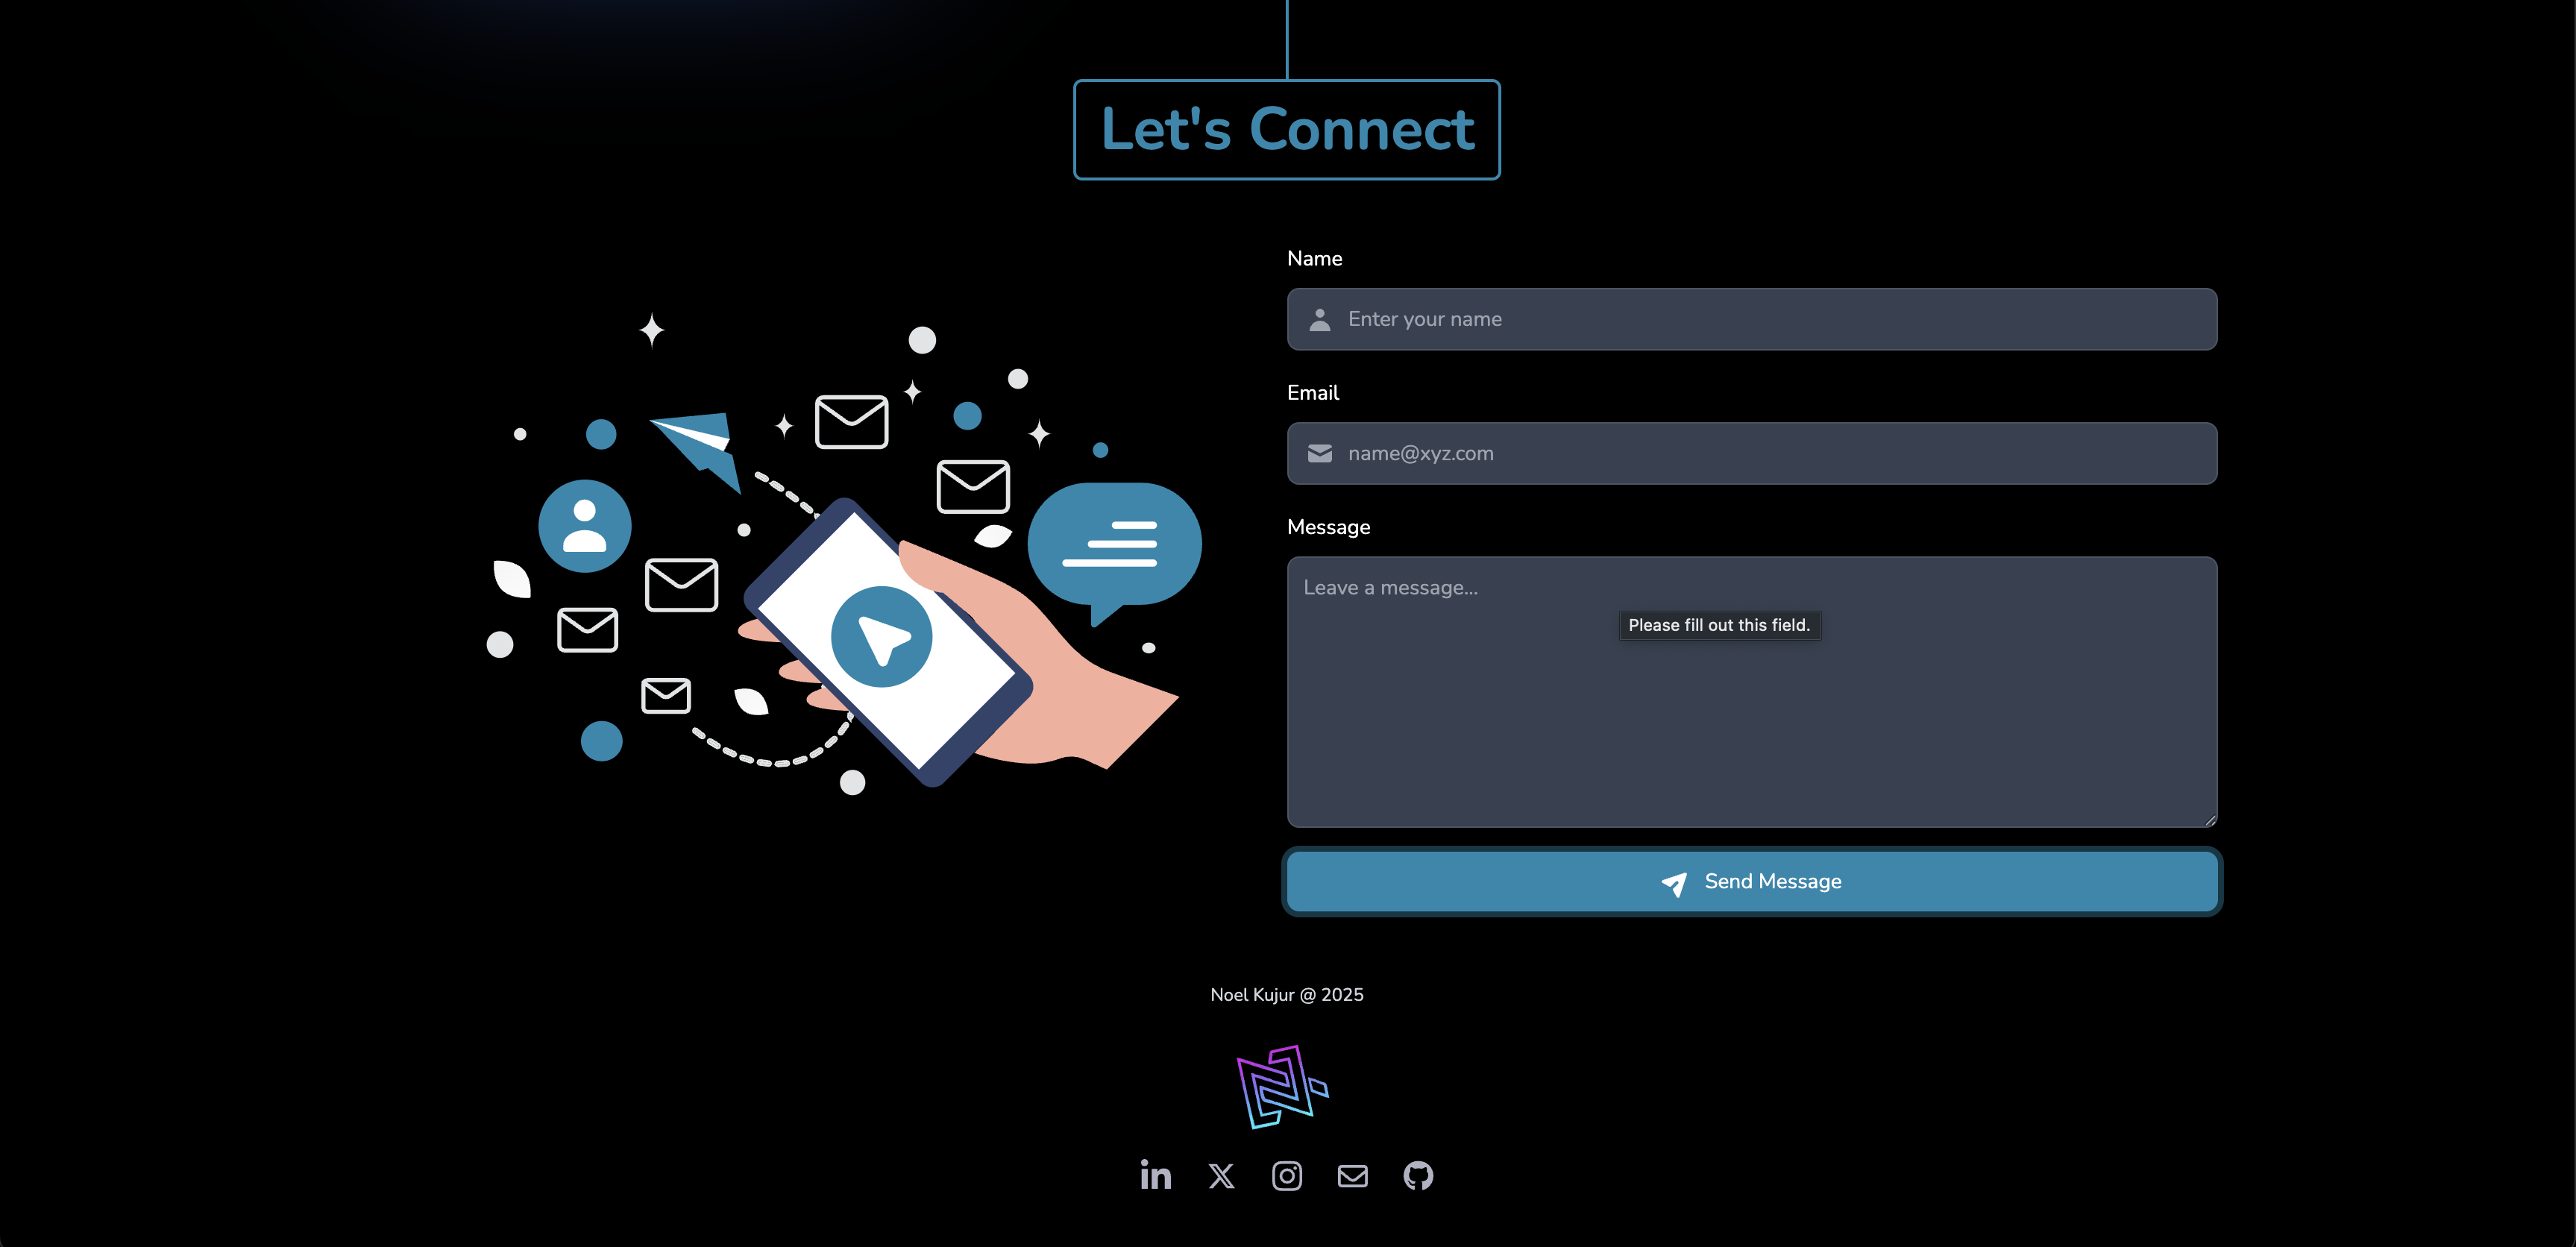 Let's Connect
Name
Enter your name
Email
name@xyz.com
Message
Leave a message...
Please fill out this field.
Send Message
Noel Kujur @ 2025